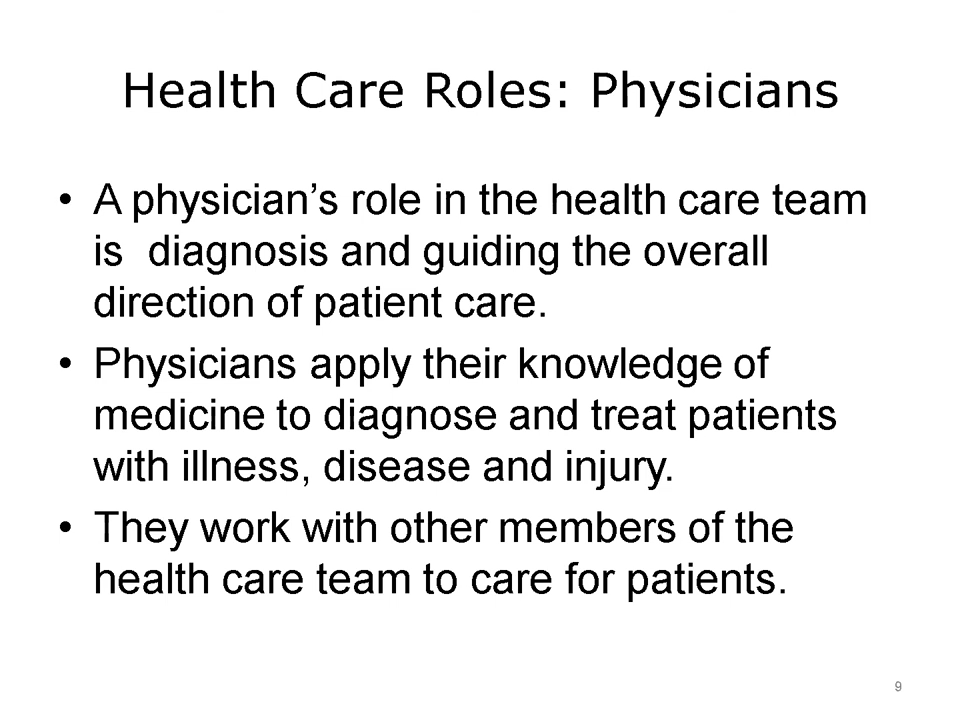 Health Care Roles: Physicians
• A physician’s role in the health care team
is  diagnosis and guiding the overall
direction of patient care.
• Physicians apply their knowledge of
medicine to diagnose and treat patients
with illness, disease and injury.
• They work with other members of the
health care team to care for patients.
9